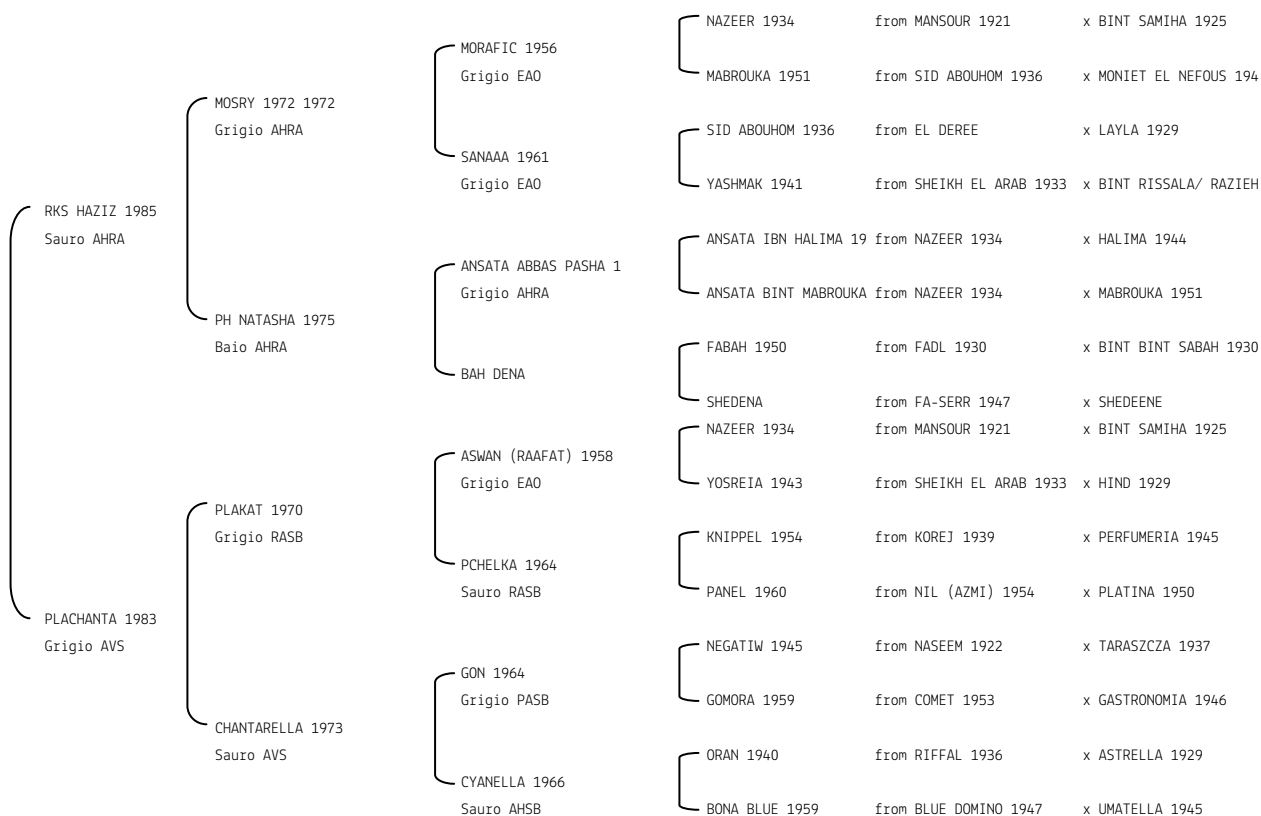 NAZEER 1934 from MANSOUR 1921 x BINT SAMIHA 1925
MORAFIC 1956
Grigio EAO
MABROUKA 1951 from SID ABOUHOM 1936 x MONIET EL NEFOUS 194
MOSRY 1972 1972
Grigio AHRA
SID ABOUHOM 1936 from EL DEREE x LAYLA 1929
SANAAA 1961
Grigio EAO
YASHMAK 1941 from SHEIKH EL ARAB 1933 x BINT RISSALA/ RAZIEH
RKS HAZIZ 1985
Sauro AHRA
ANSATA IBN HALIMA 19 from NAZEER 1934 x HALIMA 1944
ANSATA ABBAS PASHA 1
Grigio AHRA
ANSATA BINT MABROUKA from NAZEER 1934 x MABROUKA 1951
PH NATASHA 1975
Baio AHRA
FABAH 1950 from FADL 1930 x BINT BINT SABAH 1930
BAH DENA
SHEDENA from FA-SERR 1947 x SHEDEENE
NAZEER 1934 from MANSOUR 1921 x BINT SAMIHA 1925
ASWAN (RAAFAT) 1958
Grigio EAO
YOSREIA 1943 from SHEIKH EL ARAB 1933 x HIND 1929
PLAKAT 1970
Grigio RASB
KNIPPEL 1954 from KOREJ 1939 x PERFUMERIA 1945
PCHELKA 1964
Sauro RASB
PANEL 1960 from NIL (AZMI) 1954 x PLATINA 1950
PLACHANTA 1983
Grigio AVS
NEGATIW 1945 from NASEEM 1922 x TARASZCZA 1937
GON 1964
Grigio PASB
GOMORA 1959 from COMET 1953 x GASTRONOMIA 1946
CHANTARELLA 1973
Sauro AVS
ORAN 1940 from RIFFAL 1936 x ASTRELLA 1929
CYANELLA 1966
Sauro AHSB
BONA BLUE 1959 from BLUE DOMINO 1947 x UMATELLA 1945